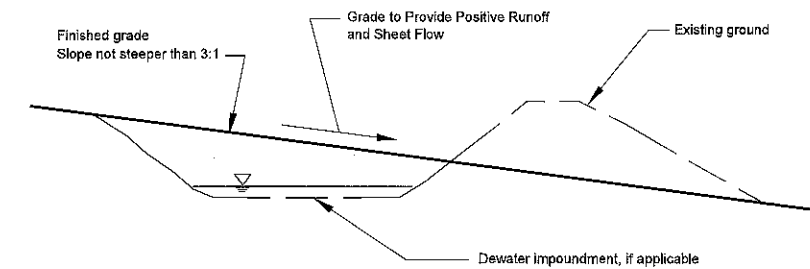 Grade to Provide Positive Runoff
and Sheet Flow
Finished grade
Slope not steeper than 3:1
Existing ground
Dewater impoundment, if applicable